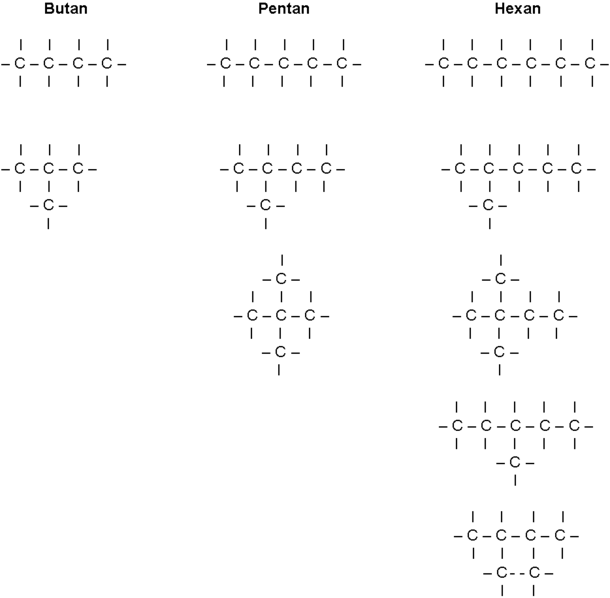 Butan Pentan Hexan
– C – C – C – C – – C – C – C – C – C – – C – C – C – C – C – C –
– C – C – C – – C – C – C – C – – C – C – C – C – C –
– C – – C – – C –
– C – – C –
– C – C – C – – C – C – C – C –
– C – – C –
– C – C – C – C – C –
– C –
– C – C – C – C –
– C - - C –